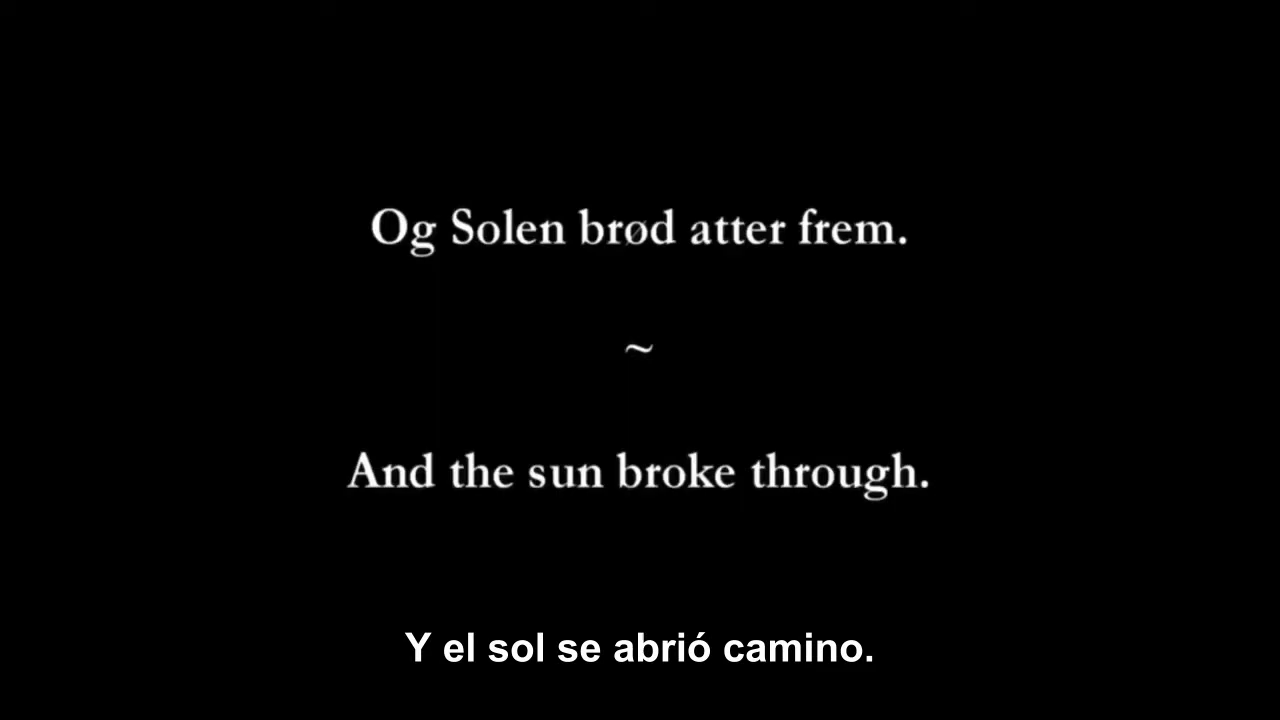 Og Solen brød atter frem.
~
And the sun broke through.
Y el sol se abrió camino.